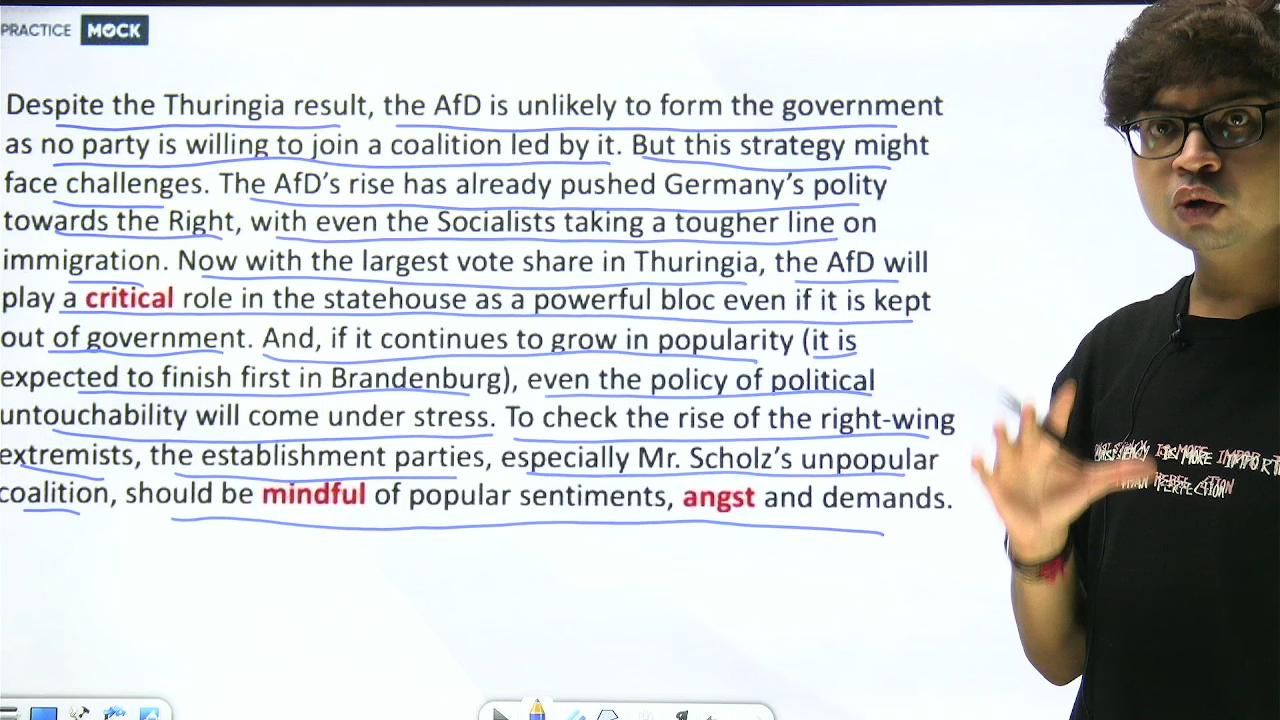 PRACTICE MOCK
Despite the Thuringia result, the AfD is unlikely to form the government
as no party is willing to join a coalition led by it. But this strategy might
face challenges. The AfD's rise has already pushed Germany's polity
towards the Right, with even the Socialists taking a tougher line on
immigration. Now with the largest vote share in Thuringia, the AfD will
play a critical role in the statehouse as a powerful bloc even if it is kept
out of government. And, if it continues to grow in popularity (it is
expected to finish first in Brandenburg), even the policy of political
untouchability will come under stress. To check the rise of the right-wing
extremists, the establishment parties, especially Mr. Scholz's unpopular
coalition, should be mindful of popular sentiments, angst and demands.
IS MORE
PERFECTION